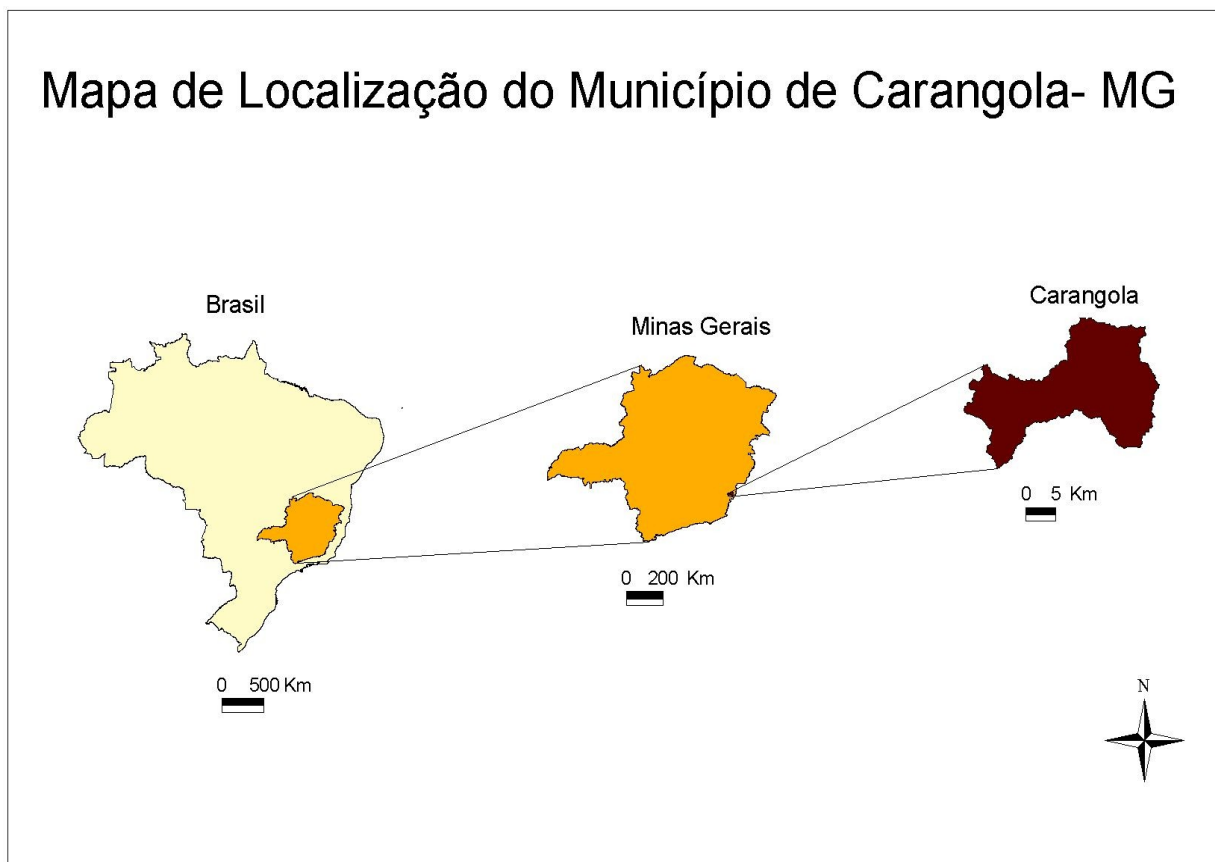 Mapa de Localização do Município de Carangola- MG
Brasil
Minas Gerais
Carangola
0 500 Km
0 200 Km
0 5 Km
N